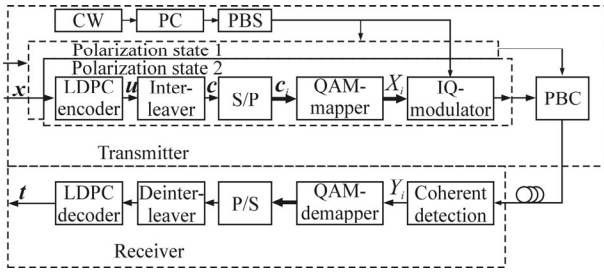 CW PC PBS
Polarization state 1
Polarization state 2
x LDPC encoder u Inter-leaver c S/P c_i QAM-mapper X_i IQ-modulator PBC
Transmitter
t LDPC decoder Deinter-leaver P/S QAM-demapper Y_i Coherent detection
Receiver